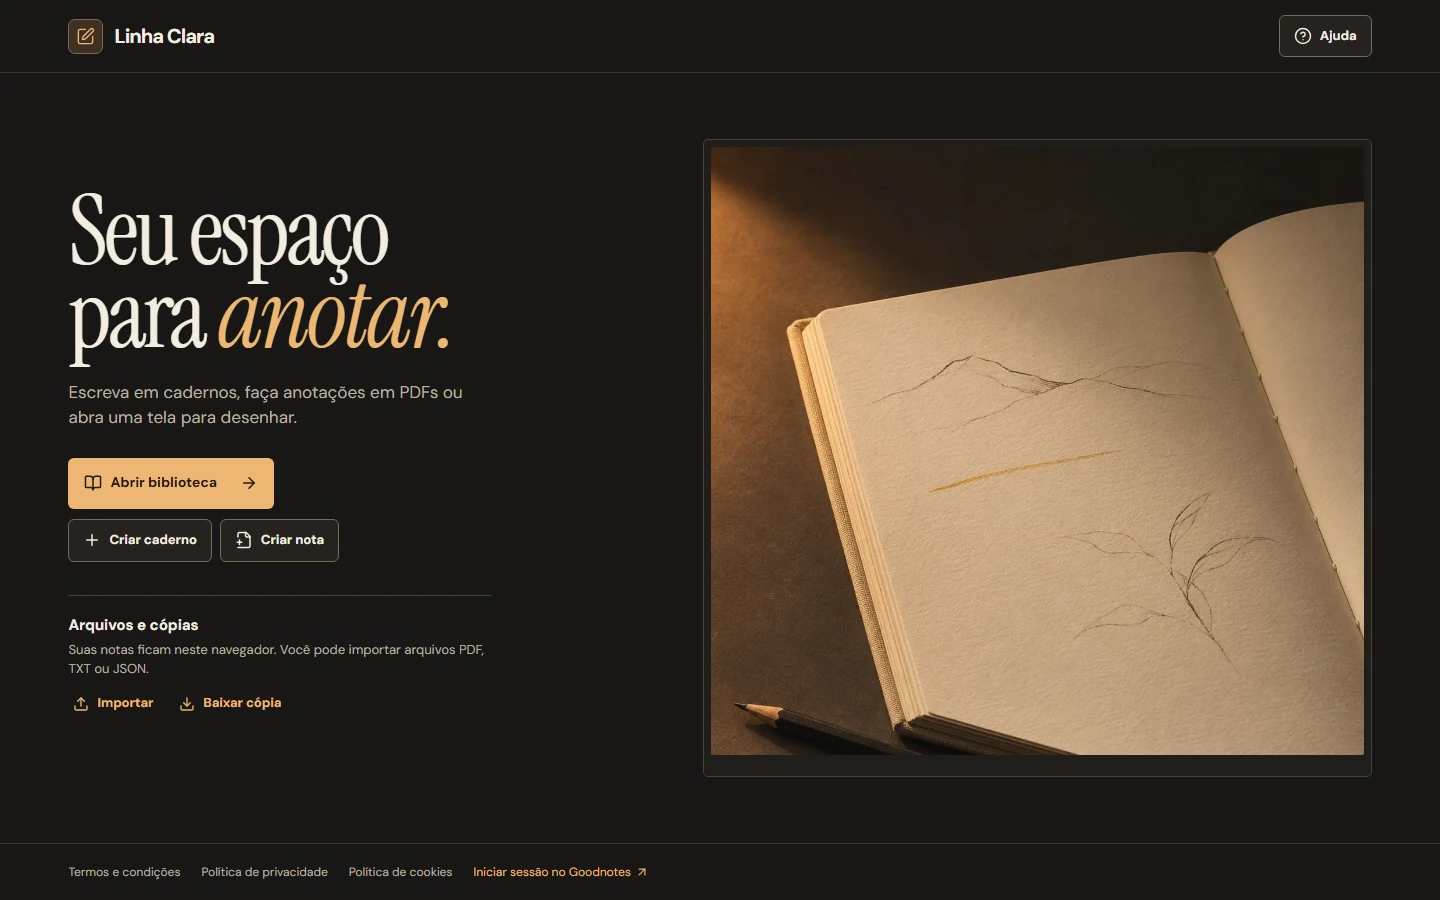 Linha Clara
Ajuda
Seu espaço
para anotar.
Escreva em cadernos, faça anotações em PDFs ou
abra uma tela para desenhar.
Abrir biblioteca
Criar caderno
Criar nota
Arquivos e cópias
Suas notas ficam neste navegador. Você pode importar arquivos PDF,
TXT ou JSON.
Importar
Baixar cópia
Termos e condições
Política de privacidade
Política de cookies
Iniciar sessão no Goodnotes